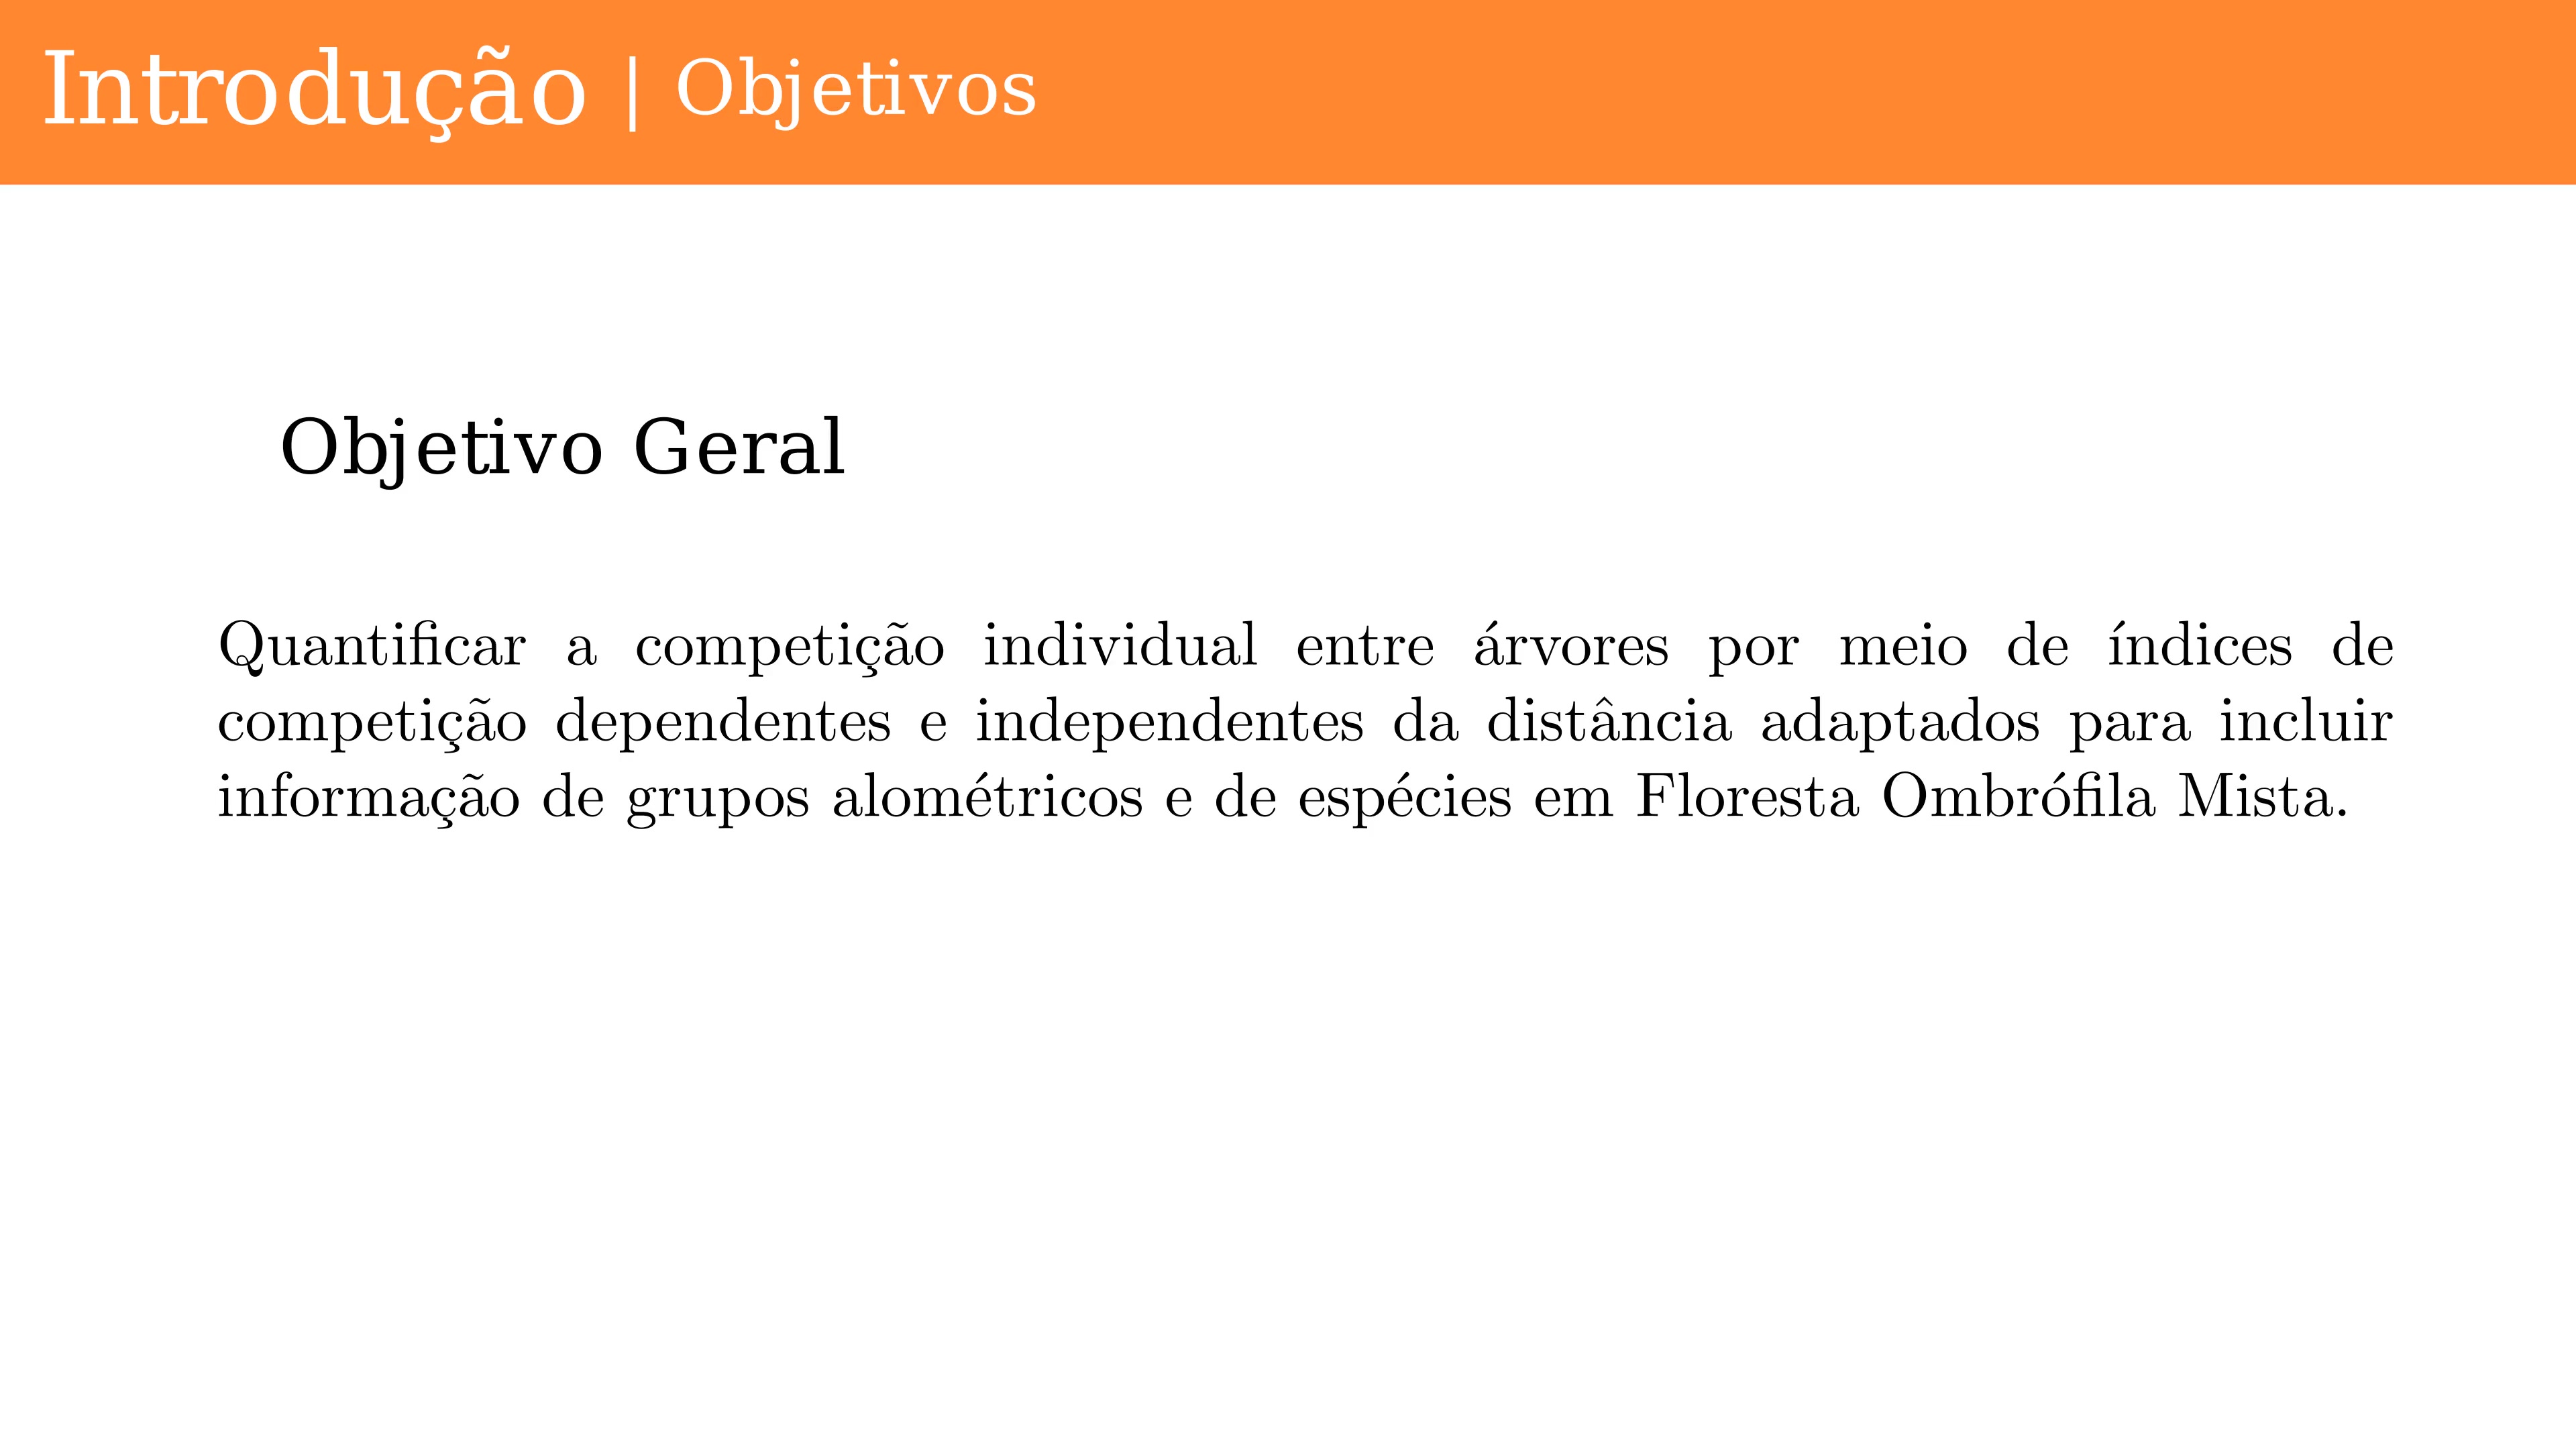 Introdução | Objetivos
Objetivo Geral
Quantificar a competição individual entre árvores por meio de índices de
competição dependentes e independentes da distância adaptados para incluir
informação de grupos alométricos e de espécies em Floresta Ombrófila Mista.